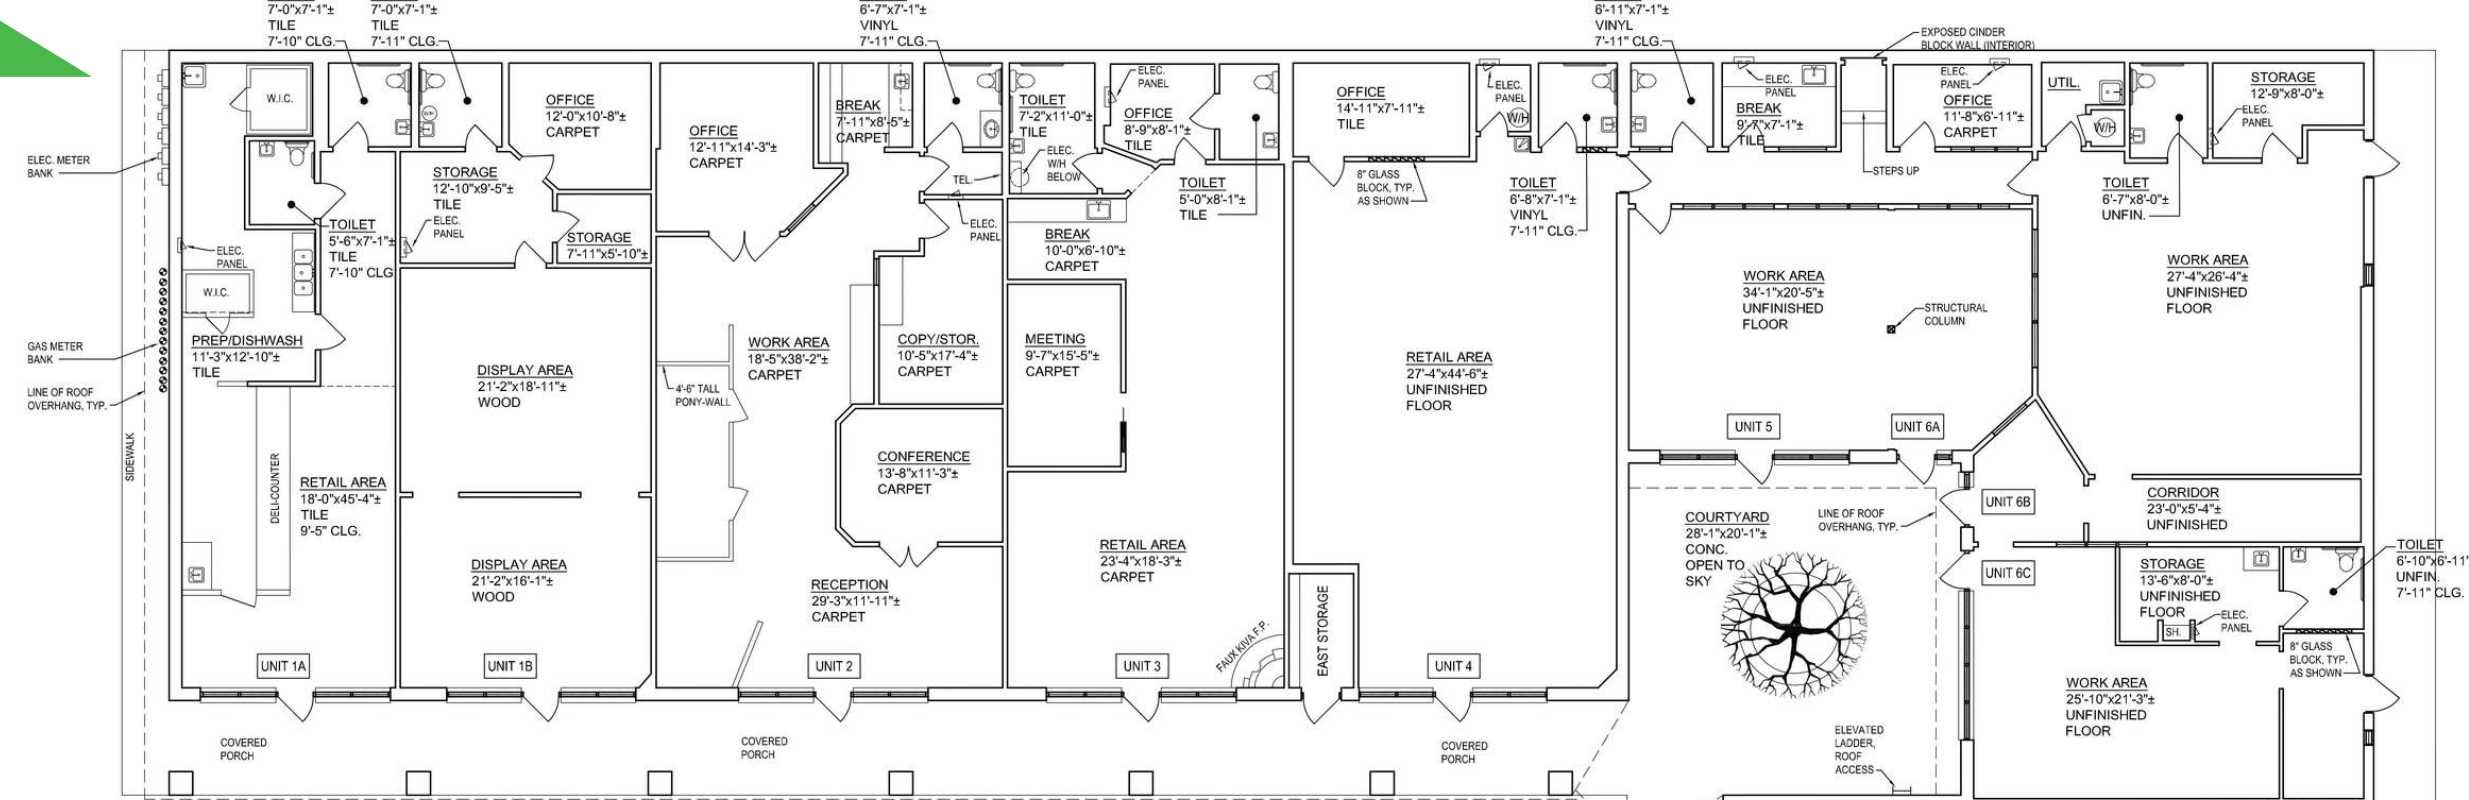 7'-0"x7'-1"±
TILE
7'-10" CLG.
7'-0"x7'-1"±
TILE
7'-11" CLG.
6'-7"x7'-1"±
VINYL
7'-11" CLG.
6'-11"x7'-1"±
VINYL
7'-11" CLG.
EXPOSED CINDER
BLOCK WALL (INTERIOR)
W.I.C.
W/H
OFFICE
12'-0"x10'-8"±
CARPET
OFFICE
12'-11"x14'-3"±
CARPET
BREAK
7'-11"x8'-5"±
CARPET
TOILET
7'-2"x11'-0"±
TILE
ELEC.
PANEL
OFFICE
8'-9"x8'-1"±
TILE
OFFICE
14'-11"x7'-11"±
TILE
ELEC.
PANEL
W/H
ELEC.
PANEL
BREAK
9'-7"x7'-1"±
TILE
ELEC.
PANEL
OFFICE
11'-8"x6'-11"±
CARPET
UTIL.
W/H
STORAGE
12'-9"x8'-0"±
ELEC.
PANEL
ELEC. METER
BANK
STORAGE
12'-10"x9'-5"±
TILE
ELEC.
PANEL
TEL.
ELEC.
W/H
BELOW
TOILET
5'-0"x8'-1"±
TILE
8" GLASS
BLOCK, TYP.
AS SHOWN
TOILET
6'-8"x7'-1"±
VINYL
7'-11" CLG.
STEPS UP
TOILET
6'-7"x8'-0"±
UNFIN.
TOILET
5'-6"x7'-1"±
TILE
7'-10" CLG
ELEC.
PANEL
STORAGE
7'-11"x5'-10"±
ELEC.
PANEL
BREAK
10'-0"x6'-10"±
CARPET
WORK AREA
34'-1"x20'-5"±
UNFINISHED
FLOOR
STRUCTURAL
COLUMN
WORK AREA
27'-4"x26'-4"±
UNFINISHED
FLOOR
W.I.C.
GAS METER
BANK
PREP/DISHWASH
11'-3"x12'-10"±
TILE
DISPLAY AREA
21'-2"x18'-11"±
WOOD
WORK AREA
18'-5"x38'-2"±
CARPET
4'-6" TALL
PONY-WALL
COPY/STOR.
10'-5"x17'-4"±
CARPET
MEETING
9'-7"x15'-5"±
CARPET
RETAIL AREA
27'-4"x44'-6"±
UNFINISHED
FLOOR
LINE OF ROOF
OVERHANG, TYP.
SIDEWALK
UNIT 5
UNIT 6A
DELI-COUNTER
RETAIL AREA
18'-0"x45'-4"±
TILE
9'-5" CLG.
CONFERENCE
13'-8"x11'-3"±
CARPET
UNIT 6B
CORRIDOR
23'-0"x5'-4"±
UNFINISHED
COURTYARD
28'-1"x20'-1"±
CONC.
OPEN TO
SKY
LINE OF ROOF
OVERHANG, TYP.
DISPLAY AREA
21'-2"x16'-1"±
WOOD
RECEPTION
29'-3"x11'-11"±
CARPET
RETAIL AREA
23'-4"x18'-3"±
CARPET
EAST STORAGE
UNIT 6C
STORAGE
13'-6"x8'-0"±
UNFINISHED
FLOOR
SH.
ELEC.
PANEL
TOILET
6'-10"x6'-11"
UNFIN.
7'-11" CLG.
8" GLASS
BLOCK, TYP.
AS SHOWN
FAUX KIVA F.P.
UNIT 1A
UNIT 1B
UNIT 2
UNIT 3
UNIT 4
WORK AREA
25'-10"x21'-3"±
UNFINISHED
FLOOR
COVERED
PORCH
COVERED
PORCH
COVERED
PORCH
ELEVATED
LADDER,
ROOF
ACCESS